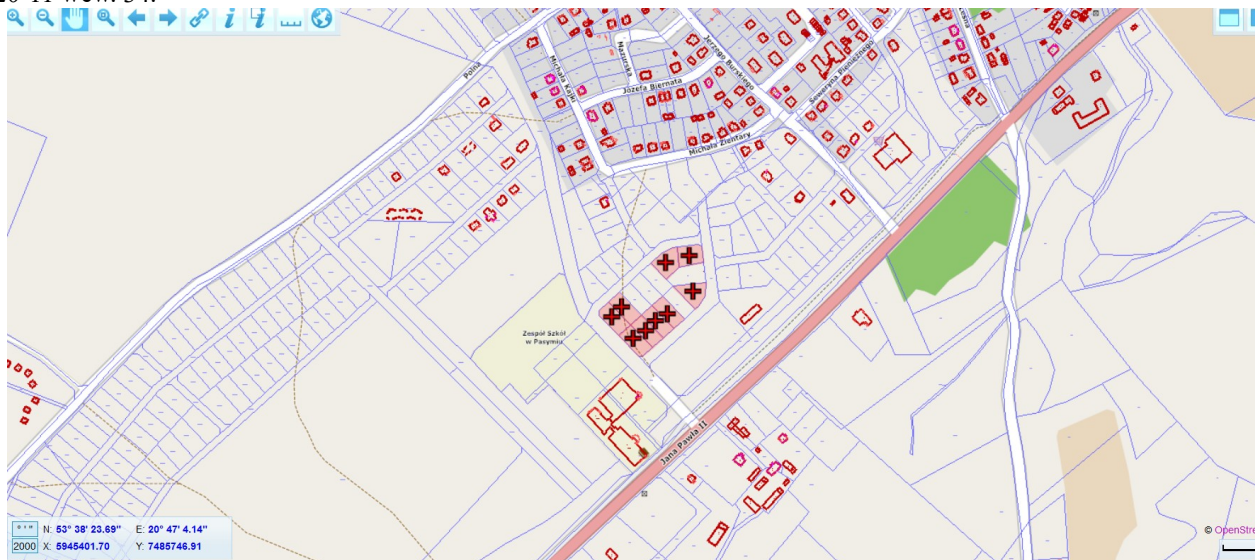 Polna
Michała Kajki
Mazurska
Józefa Biernata
Jerzego Burskiego
Seweryna Pieniężnego
Michała Zientary
Zespół Szkół
w Pasymiu
Jana Pawła II
° ' " N: 53° 38' 23.69" E: 20° 47' 4.14"
2000 X: 5945401.70 Y: 7485746.91
© OpenStre